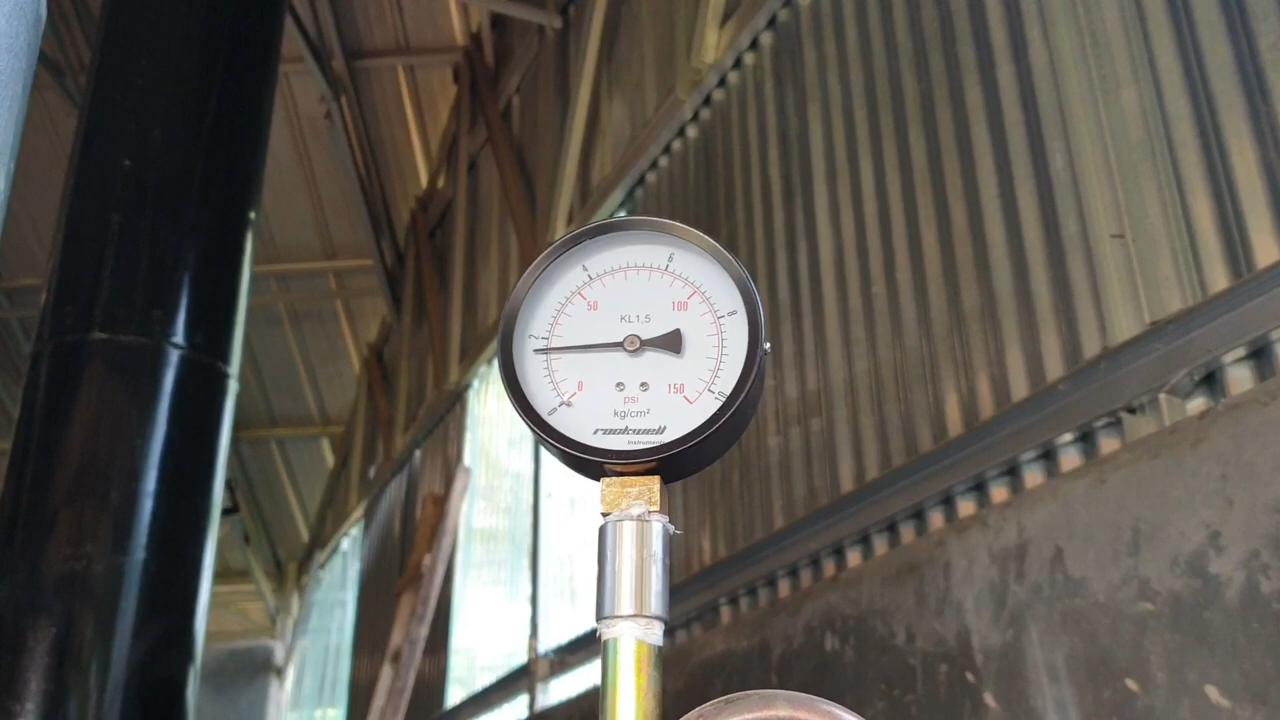 4 6
50 100
KL1,5
2 8
0 150
psi
0 kg/cm² 10
rockwell
Instruments